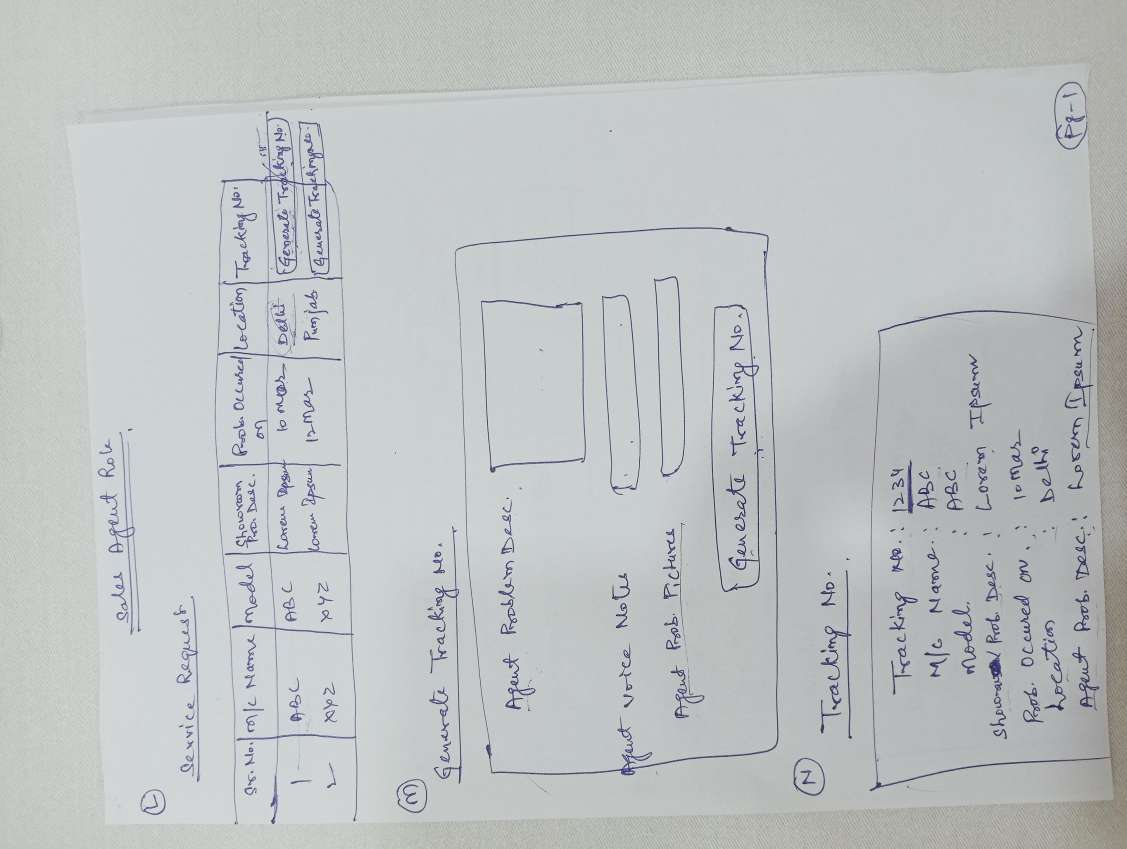 Sales Agent Role
L
Service Request
Sr. No. M/c Name Model Showroom Pro. Desc. Prob. Occured on Location Tracking No.
1 ABC ABC Lorem Ipsum 10 Mar Delhi Generate Tracking No.
2 XYZ XYZ Lorem Ipsum 12 Mar Punjab Generate Tracking No.
M
Generate Tracking No.
Agent Problem Desc.
Agent Voice Notes
Agent Prob. Pictures
Generate Tracking No.
N
Tracking No.
Tracking No. : 1234
M/c Name. : ABC
Model. : ABC
Prob. Desc. : Lorem Ipsum
Prob. Occured on. : 10 Mar
Location : Delhi
Agent Prob. Desc. : Lorem Ipsum
Pg-1